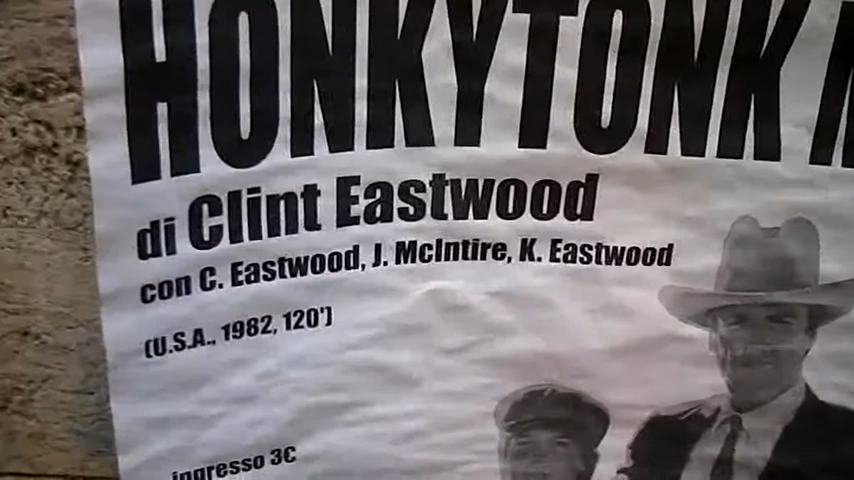 HONKYTONK
di Clint Eastwood
con C. Eastwood, J. McIntire, K. Eastwood
(U.S.A., 1982, 120']
ingresso 3€